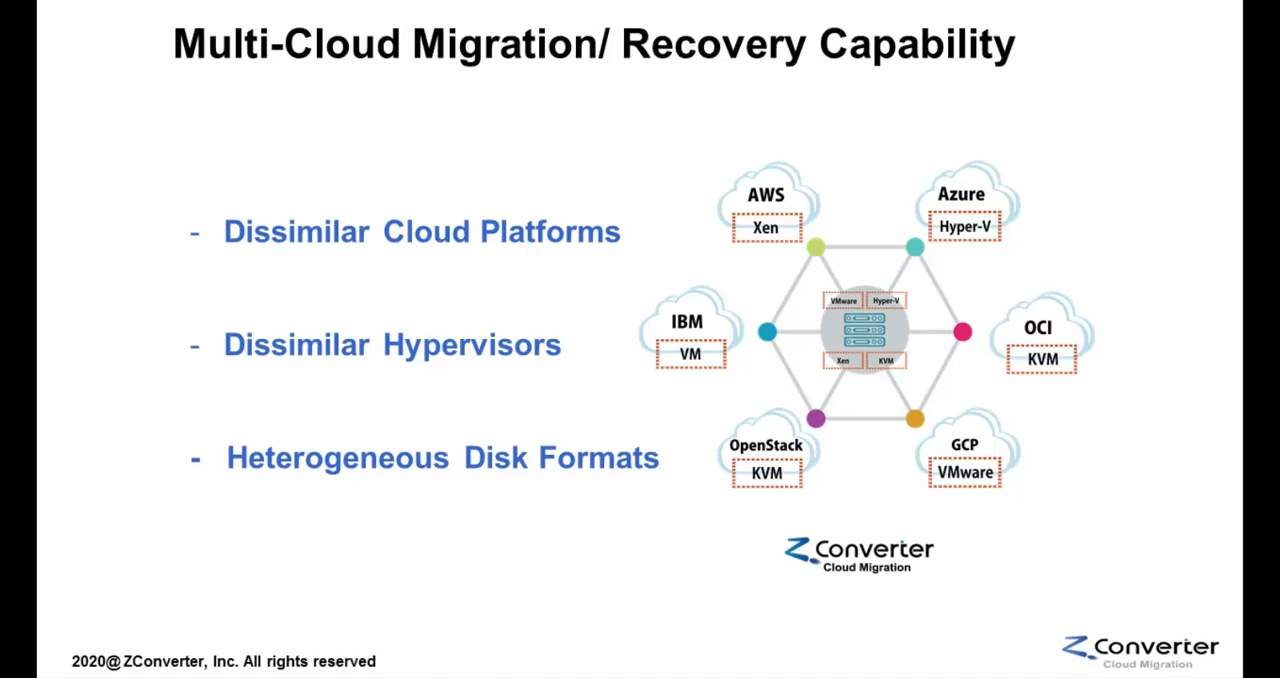 Multi-Cloud Migration/ Recovery Capability
- Dissimilar Cloud Platforms
- Dissimilar Hypervisors
- Heterogeneous Disk Formats
AWS
Xen
Azure
Hyper-V
IBM
VM
VMware Hyper-V
Xen KVM
OCI
KVM
OpenStack
KVM
GCP
VMware
ZConverter
Cloud Migration
2020@ZConverter, Inc. All rights reserved
ZConverter
Cloud Migration